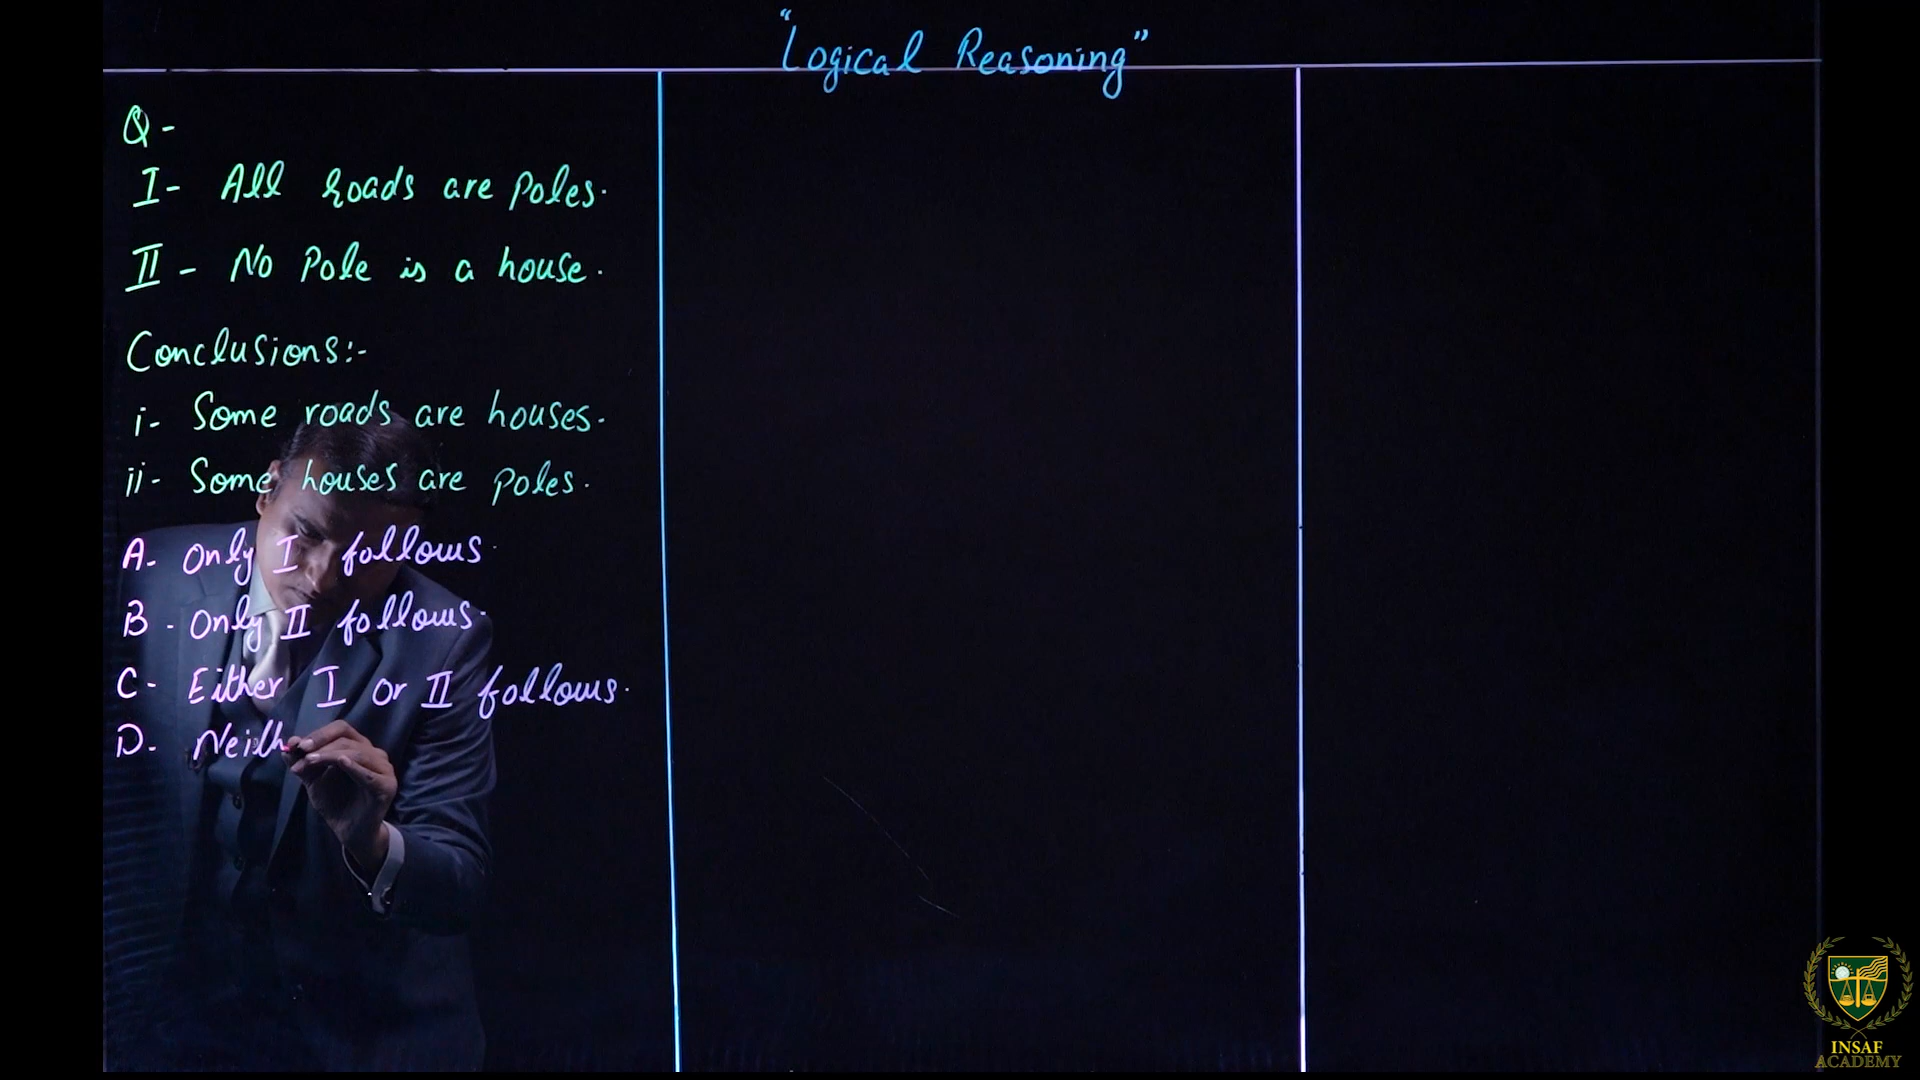 "Logical Reasoning"
Q-
I- All roads are poles.
II- No Pole is a house.
Conclusions:-
i- Some roads are houses.
ii- Some houses are poles.
A- Only I follows.
B- Only II follows.
C- Either I or II follows.
D- Neith
INSAF
ACADEMY